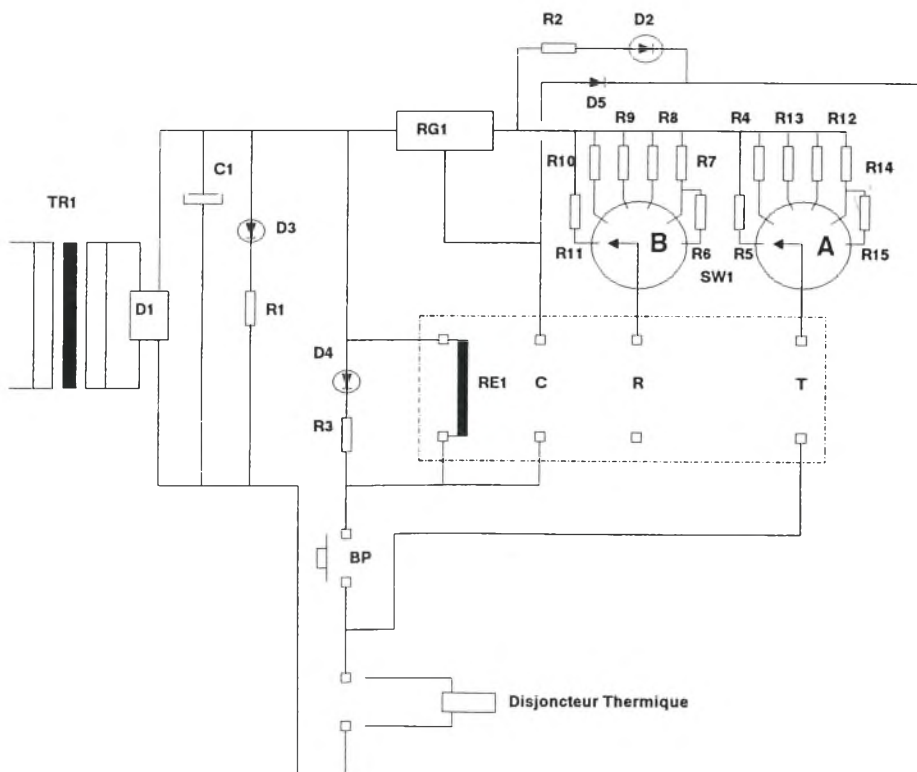 R2
D2
D5
R9
R8
R4
R13
R12
RG1
R10
R7
R14
C1
TR1
D3
B
A
R11
R6
R5
R15
SW1
D1
R1
D4
RE1
C
R
T
R3
BP
Disjoncteur Thermique